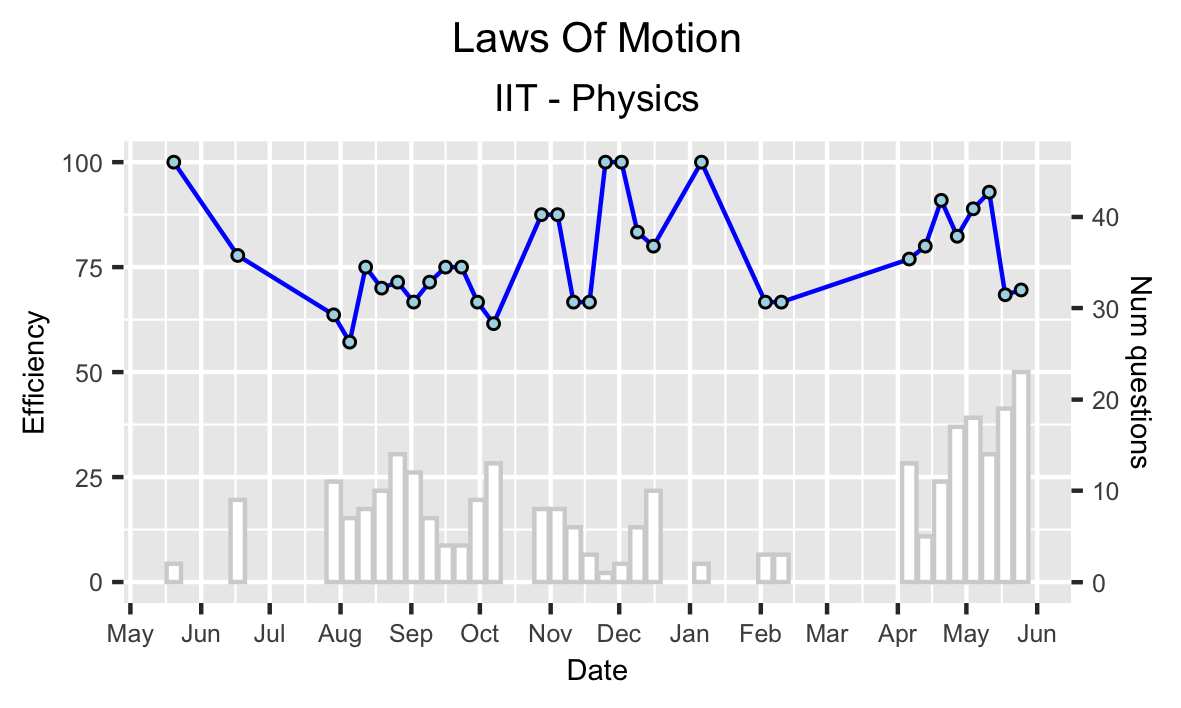 Laws Of Motion
IIT - Physics
100
75
50
25
0
Efficiency
40
30
20
10
0
Num questions
May Jun Jul Aug Sep Oct Nov Dec Jan Feb Mar Apr May Jun
Date